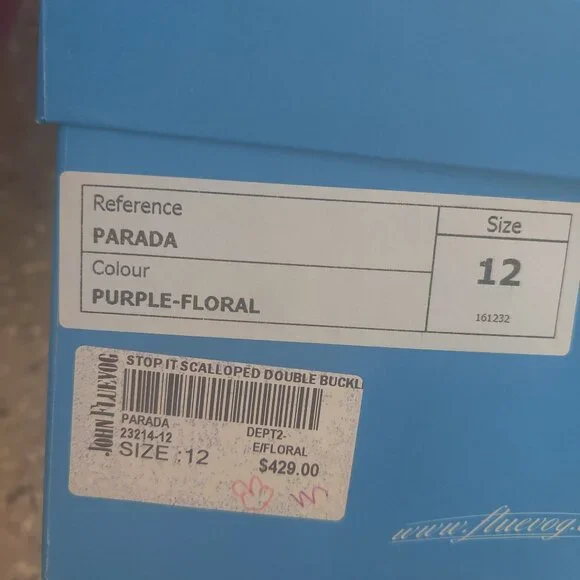 Reference
PARADA
Colour
PURPLE-FLORAL
Size
12
161232
JOHN FLUEVOG
STOP IT SCALLOPED DOUBLE BUCKL
PARADA
23214-12
DEPT2-
E/FLORAL
SIZE :12
$429.00
www.fluevog.